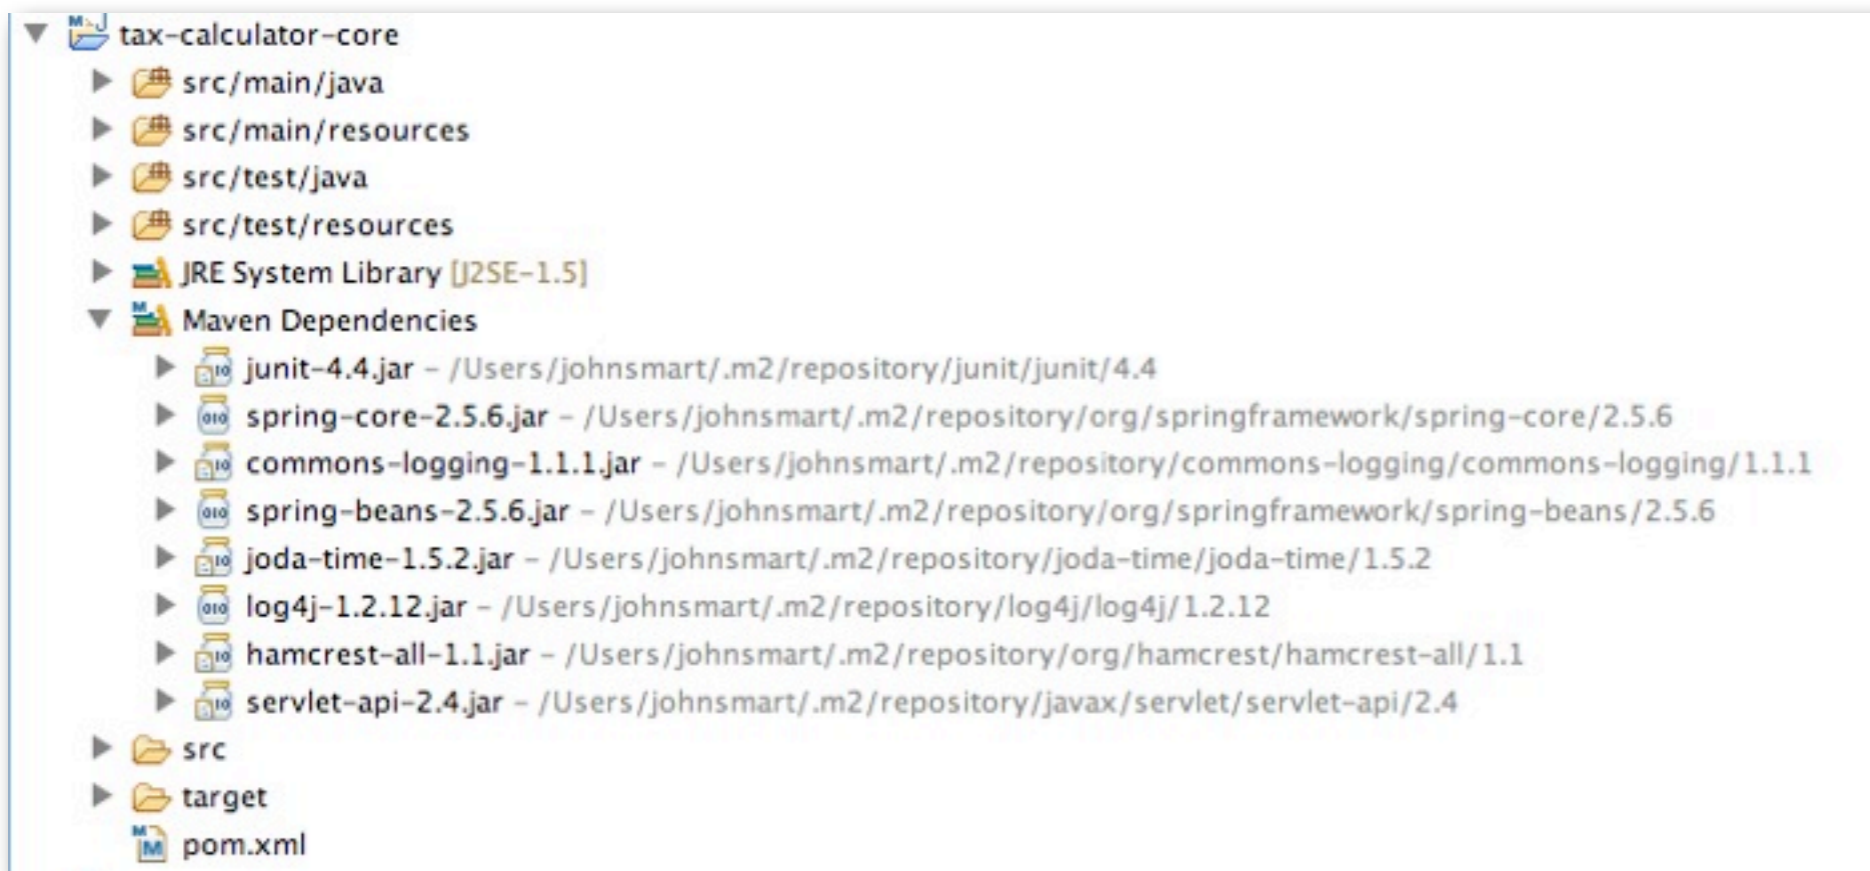 tax-calculator-core
src/main/java
src/main/resources
src/test/java
src/test/resources
JRE System Library [J2SE-1.5]
Maven Dependencies
junit-4.4.jar - /Users/johnsmart/.m2/repository/junit/junit/4.4
spring-core-2.5.6.jar - /Users/johnsmart/.m2/repository/org/springframework/spring-core/2.5.6
commons-logging-1.1.1.jar - /Users/johnsmart/.m2/repository/commons-logging/commons-logging/1.1.1
spring-beans-2.5.6.jar - /Users/johnsmart/.m2/repository/org/springframework/spring-beans/2.5.6
joda-time-1.5.2.jar - /Users/johnsmart/.m2/repository/joda-time/joda-time/1.5.2
log4j-1.2.12.jar - /Users/johnsmart/.m2/repository/log4j/log4j/1.2.12
hamcrest-all-1.1.jar - /Users/johnsmart/.m2/repository/org/hamcrest/hamcrest-all/1.1
servlet-api-2.4.jar - /Users/johnsmart/.m2/repository/javax/servlet/servlet-api/2.4
src
target
pom.xml